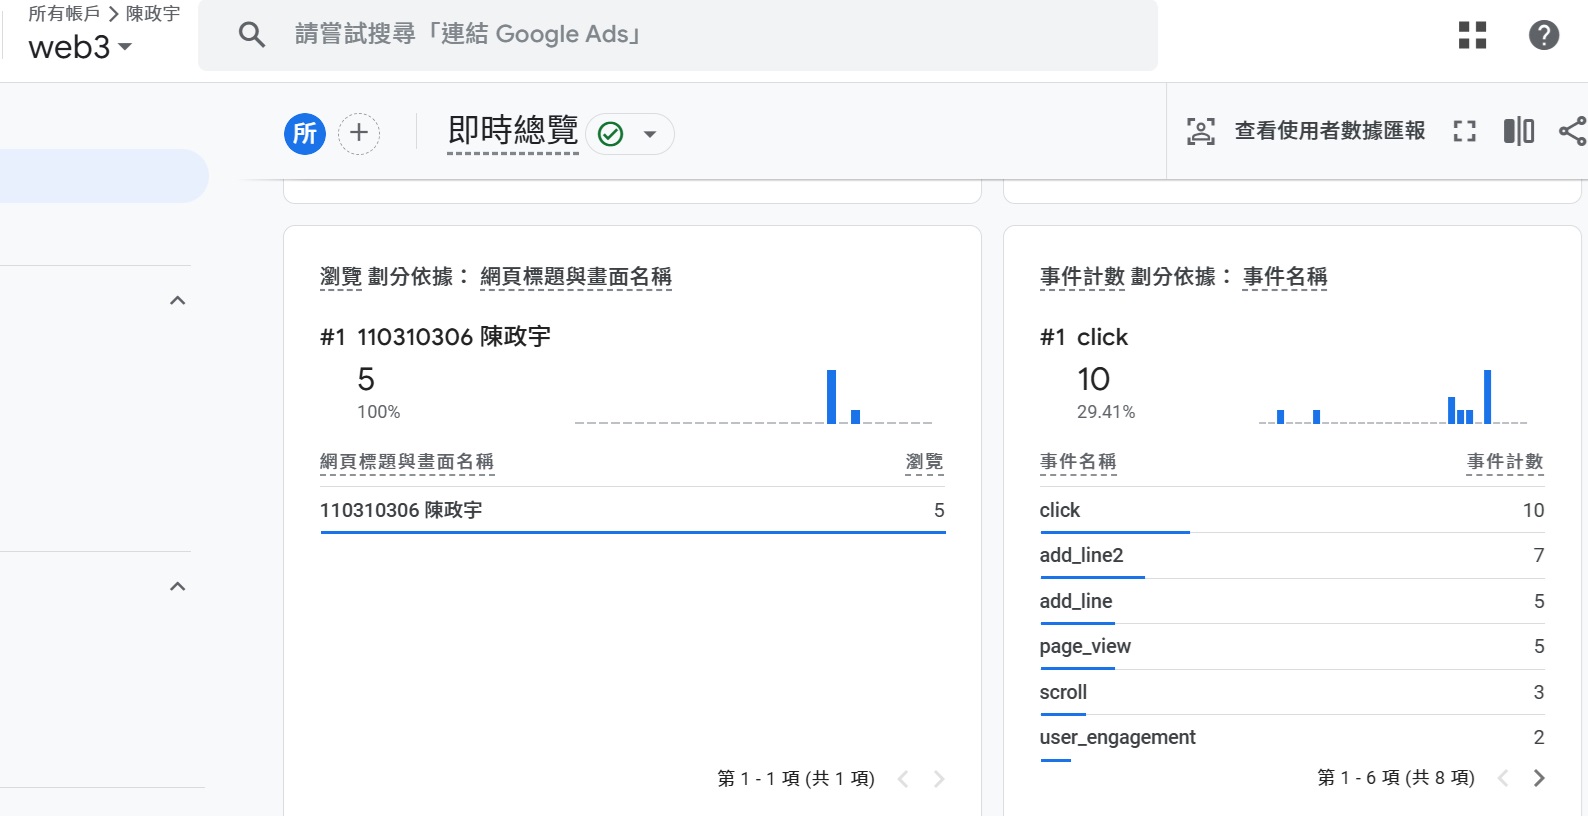 所有帳戶 > 陳政宇
web3
請嘗試搜尋「連結 Google Ads」
所
即時總覽
查看使用者數據匯報
瀏覽 劃分依據： 網頁標題與畫面名稱
#1 110310306 陳政宇
5
100%
網頁標題與畫面名稱 瀏覽
110310306 陳政宇 5
第 1 - 1 項 (共 1 項)
事件計數 劃分依據： 事件名稱
#1 click
10
29.41%
事件名稱 事件計數
click 10
add_line2 7
add_line 5
page_view 5
scroll 3
user_engagement 2
第 1 - 6 項 (共 8 項)